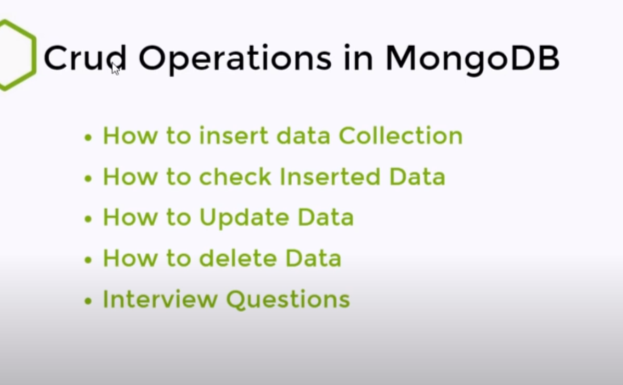 Crud Operations in MongoDB
• How to insert data Collection
• How to check Inserted Data
• How to Update Data
• How to delete Data
• Interview Questions